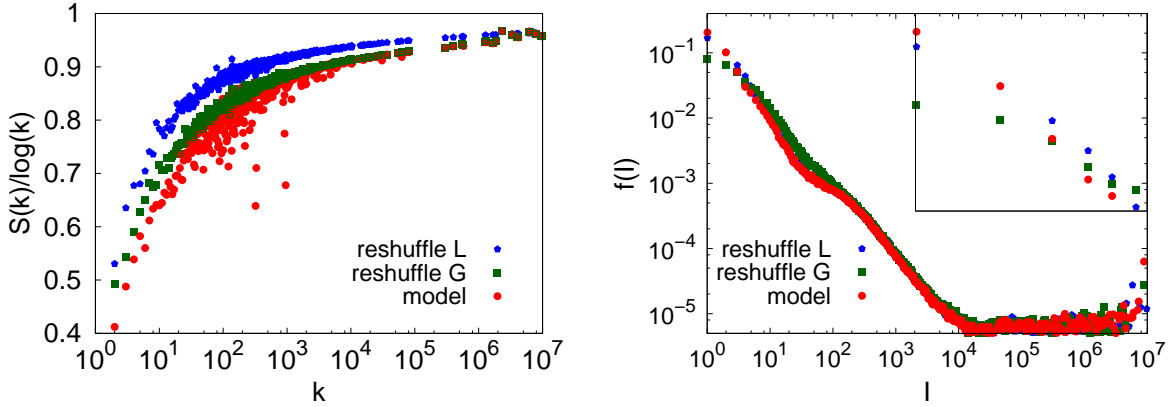 S(k)/log(k)
1
0.9
0.8
0.7
0.6
0.5
0.4
reshuffle L
reshuffle G
model
10^0 10^1 10^2 10^3 10^4 10^5 10^6 10^7
k
f(l)
10^-1
10^-2
10^-3
10^-4
10^-5
reshuffle L
reshuffle G
model
10^0 10^1 10^2 10^3 10^4 10^5 10^6 10^7
l